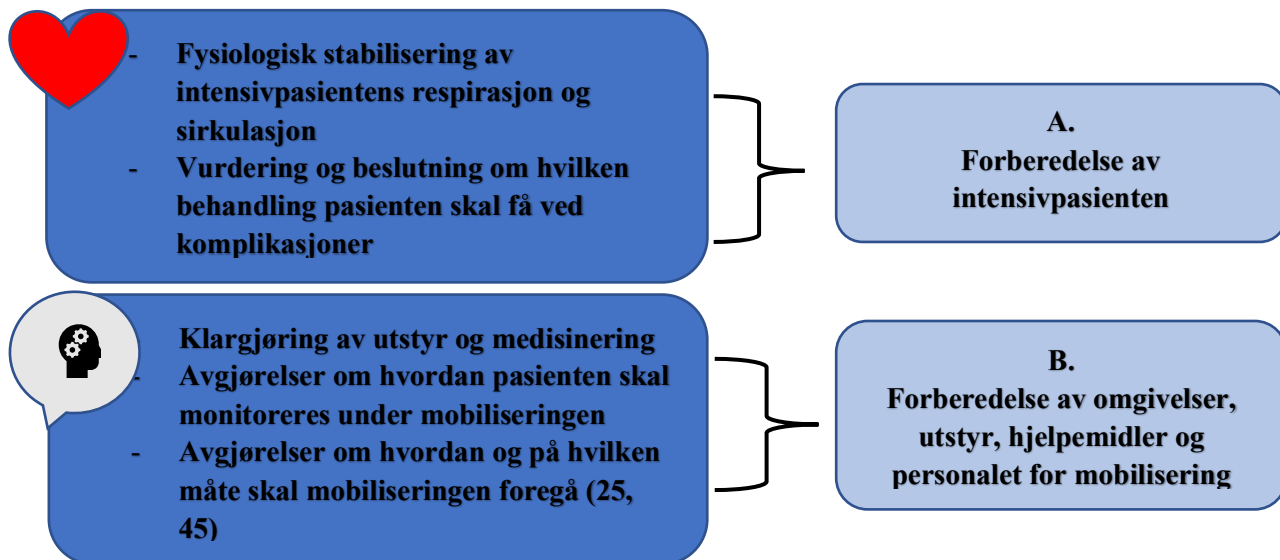 - Fysiologisk stabilisering av
intensivpasientens respirasjon og
sirkulasjon
- Vurdering og beslutning om hvilken
behandling pasienten skal få ved
komplikasjoner
A.
Forberedelse av
intensivpasienten
Klargjøring av utstyr og medisinering
- Avgjørelser om hvordan pasienten skal
monitoreres under mobiliseringen
- Avgjørelser om hvordan og på hvilken
måte skal mobiliseringen foregå (25,
45)
B.
Forberedelse av omgivelser,
utstyr, hjelpemidler og
personalet for mobilisering